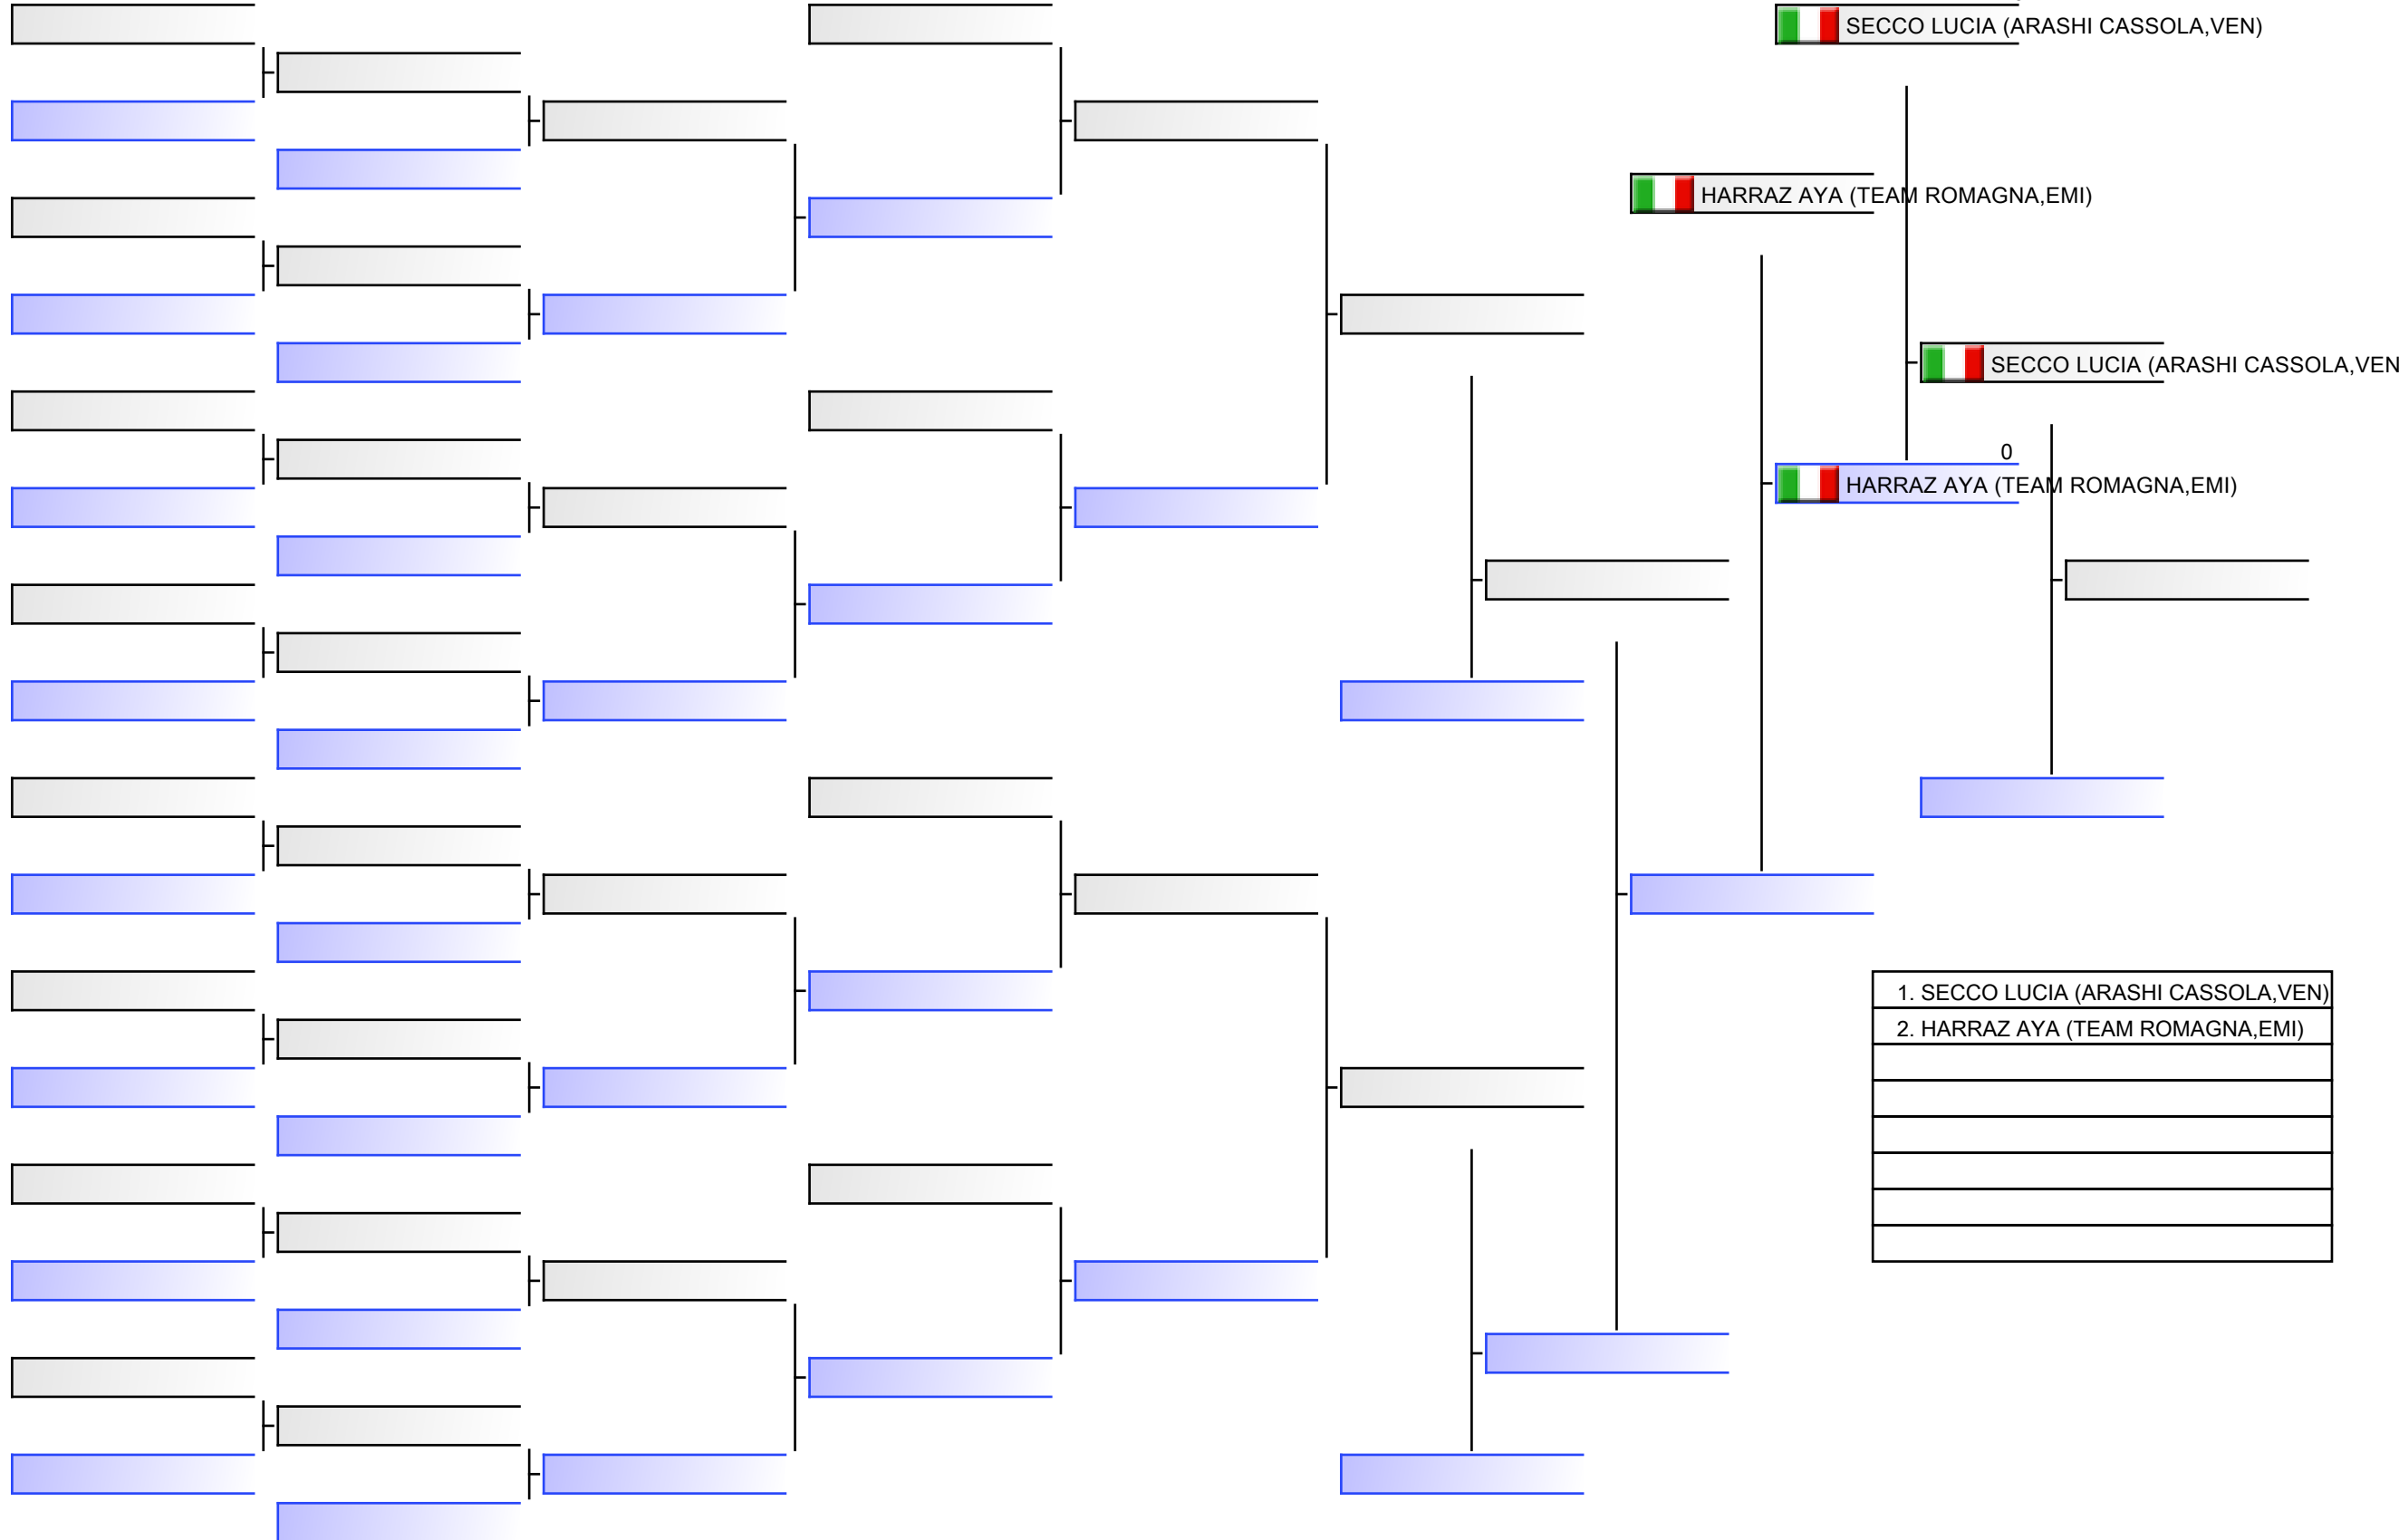 SECCO LUCIA (ARASHI CASSOLA,VEN)
HARRAZ AYA (TEAM ROMAGNA,EMI)
SECCO LUCIA (ARASHI CASSOLA,VEN
0
HARRAZ AYA (TEAM ROMAGNA,EMI)
1. SECCO LUCIA (ARASHI CASSOLA,VEN)
2. HARRAZ AYA (TEAM ROMAGNA,EMI)